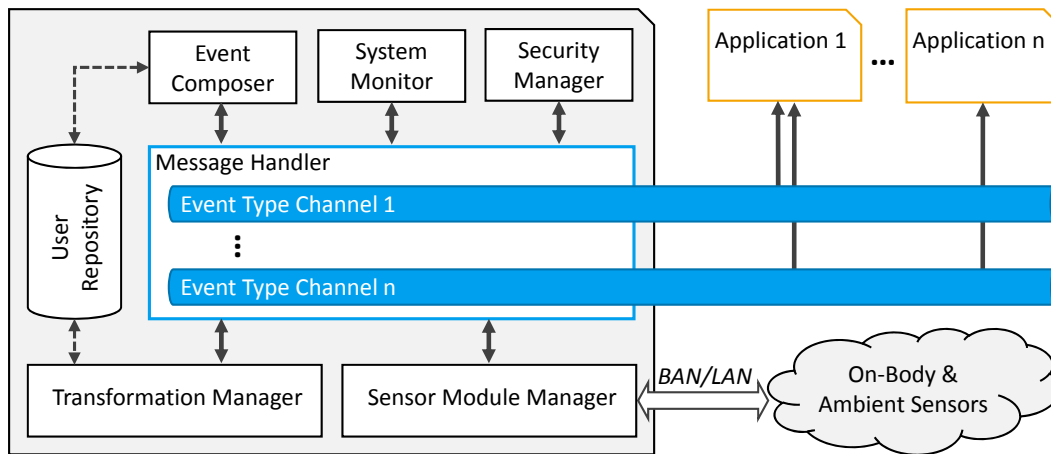 Event
Composer
System
Monitor
Security
Manager
Application 1
...
Application n
User
Repository
Message Handler
Event Type Channel 1
...
Event Type Channel n
Transformation Manager
Sensor Module Manager
BAN/LAN
On-Body &
Ambient Sensors